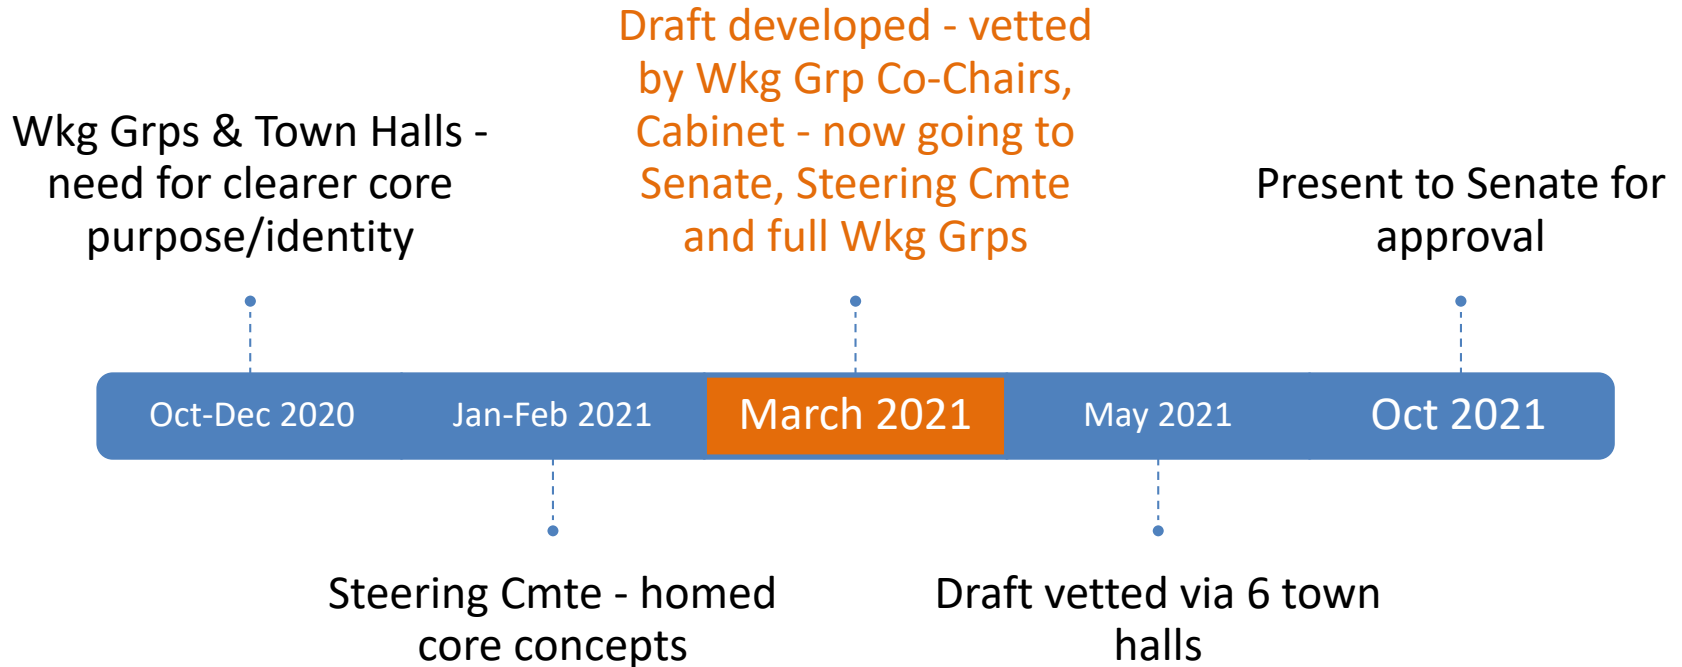 Draft developed - vetted
by Wkg Grp Co-Chairs,
Cabinet - now going to
Senate, Steering Cmte
and full Wkg Grps
Wkg Grps & Town Halls -
need for clearer core
purpose/identity
Present to Senate for
approval
Oct-Dec 2020
Jan-Feb 2021
March 2021
May 2021
Oct 2021
Steering Cmte - homed
core concepts
Draft vetted via 6 town
halls